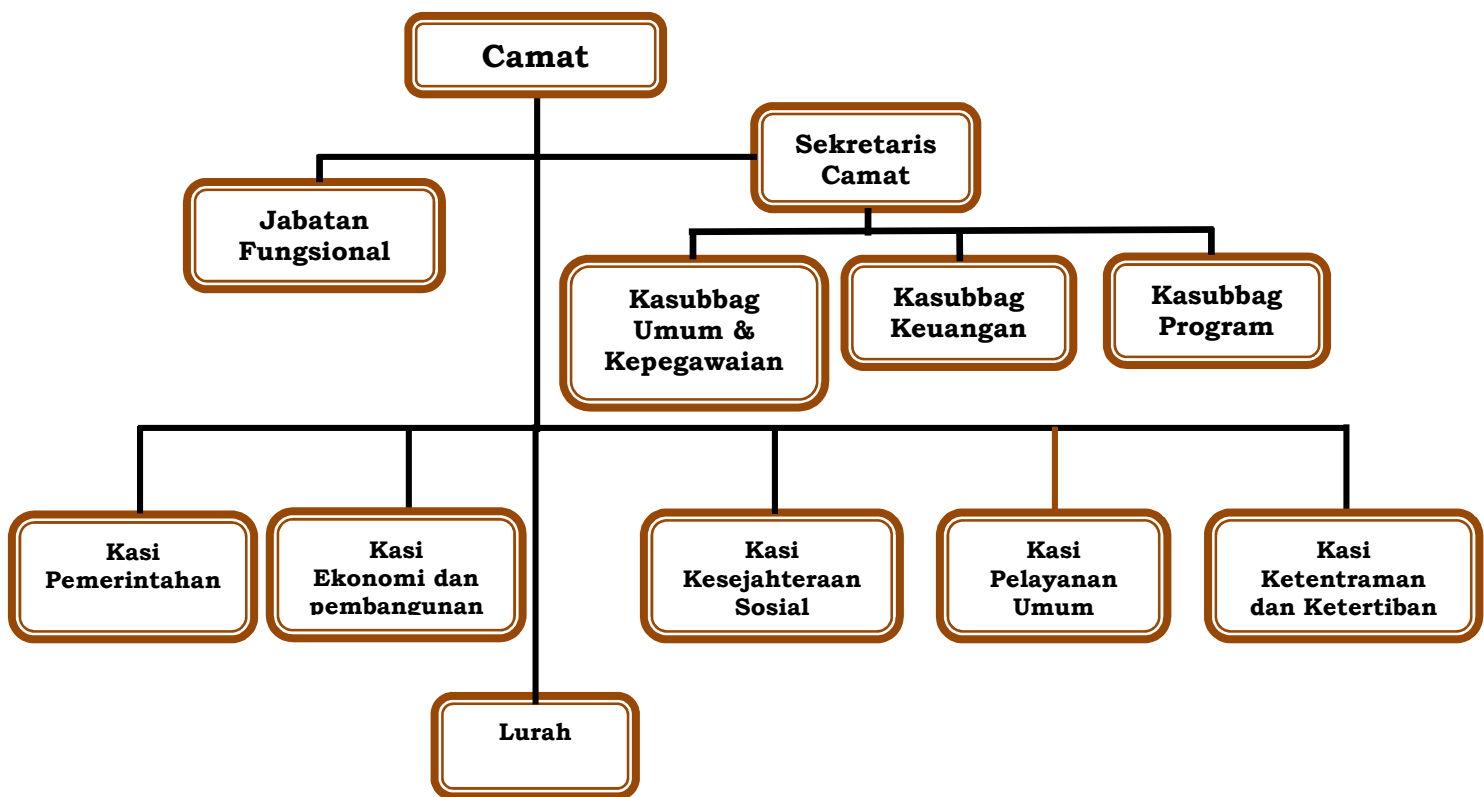 Camat
Sekretaris
Camat
Jabatan
Fungsional
Kasubbag
Umum &
Kepegawaian
Kasubbag
Keuangan
Kasubbag
Program
Kasi
Pemerintahan
Kasi
Ekonomi dan
pembangunan
Kasi
Kesejahteraan
Sosial
Kasi
Pelayanan
Umum
Kasi
Ketentraman
dan Ketertiban
Lurah